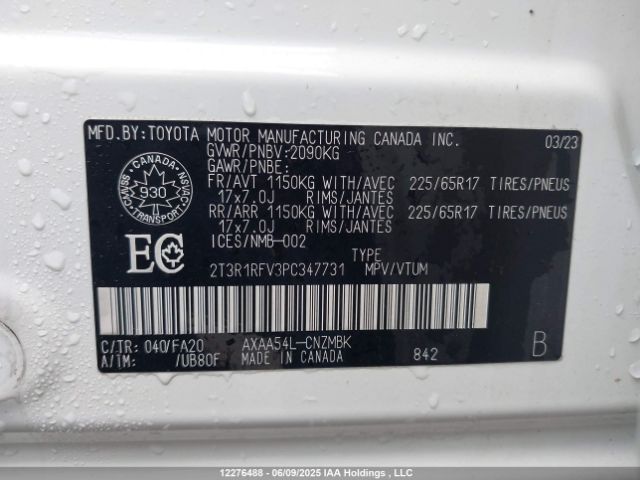 MFD.BY:TOYOTA MOTOR MANUFACTURING CANADA INC. 03/23
GVWR/PNBV:2090KG
GAWR/PNBE:
FR/AVT 1150KG WITH/AVEC 225/65R17 TIRES/PNEUS
17x7.0J RIMS/JANTES
RR/ARR 1150KG WITH/AVEC 225/65R17 TIRES/PNEUS
17x7.0J RIMS/JANTES
ICES/NMB-002
CANADA
930
TRANSPORT
CMVSS
NSVAC
EC
TYPE
2T3R1RFV3PC347731 MPV/VTUM
C/TR: 040/FA20 AXAA54L-CNZMBK
A/TM: /UB80F MADE IN CANADA 842 B
12276488 - 06/09/2025 IAA Holdings, LLC